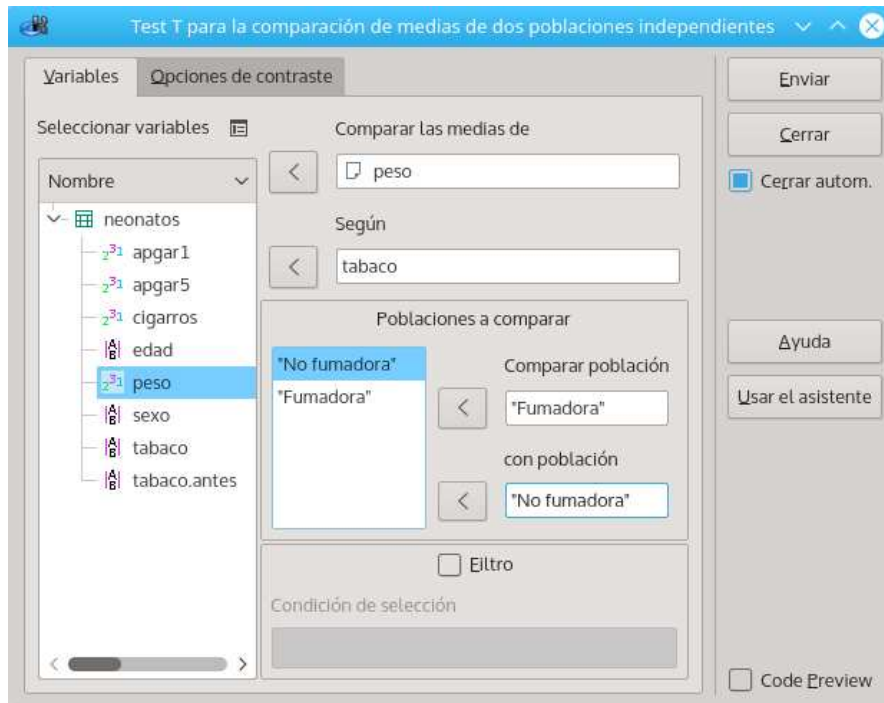 Test T para la comparación de medias de dos poblaciones independientes
Variables
Opciones de contraste
Seleccionar variables
Nombre
neonatos
apgar1
apgar5
cigarros
edad
peso
sexo
tabaco
tabaco.antes
Comparar las medias de
peso
Según
tabaco
Poblaciones a comparar
"No fumadora"
"Fumadora"
Comparar población
"Fumadora"
con población
"No fumadora"
Filtro
Condición de selección
Enviar
Cerrar
Cerrar autom.
Ayuda
Usar el asistente
Code Preview